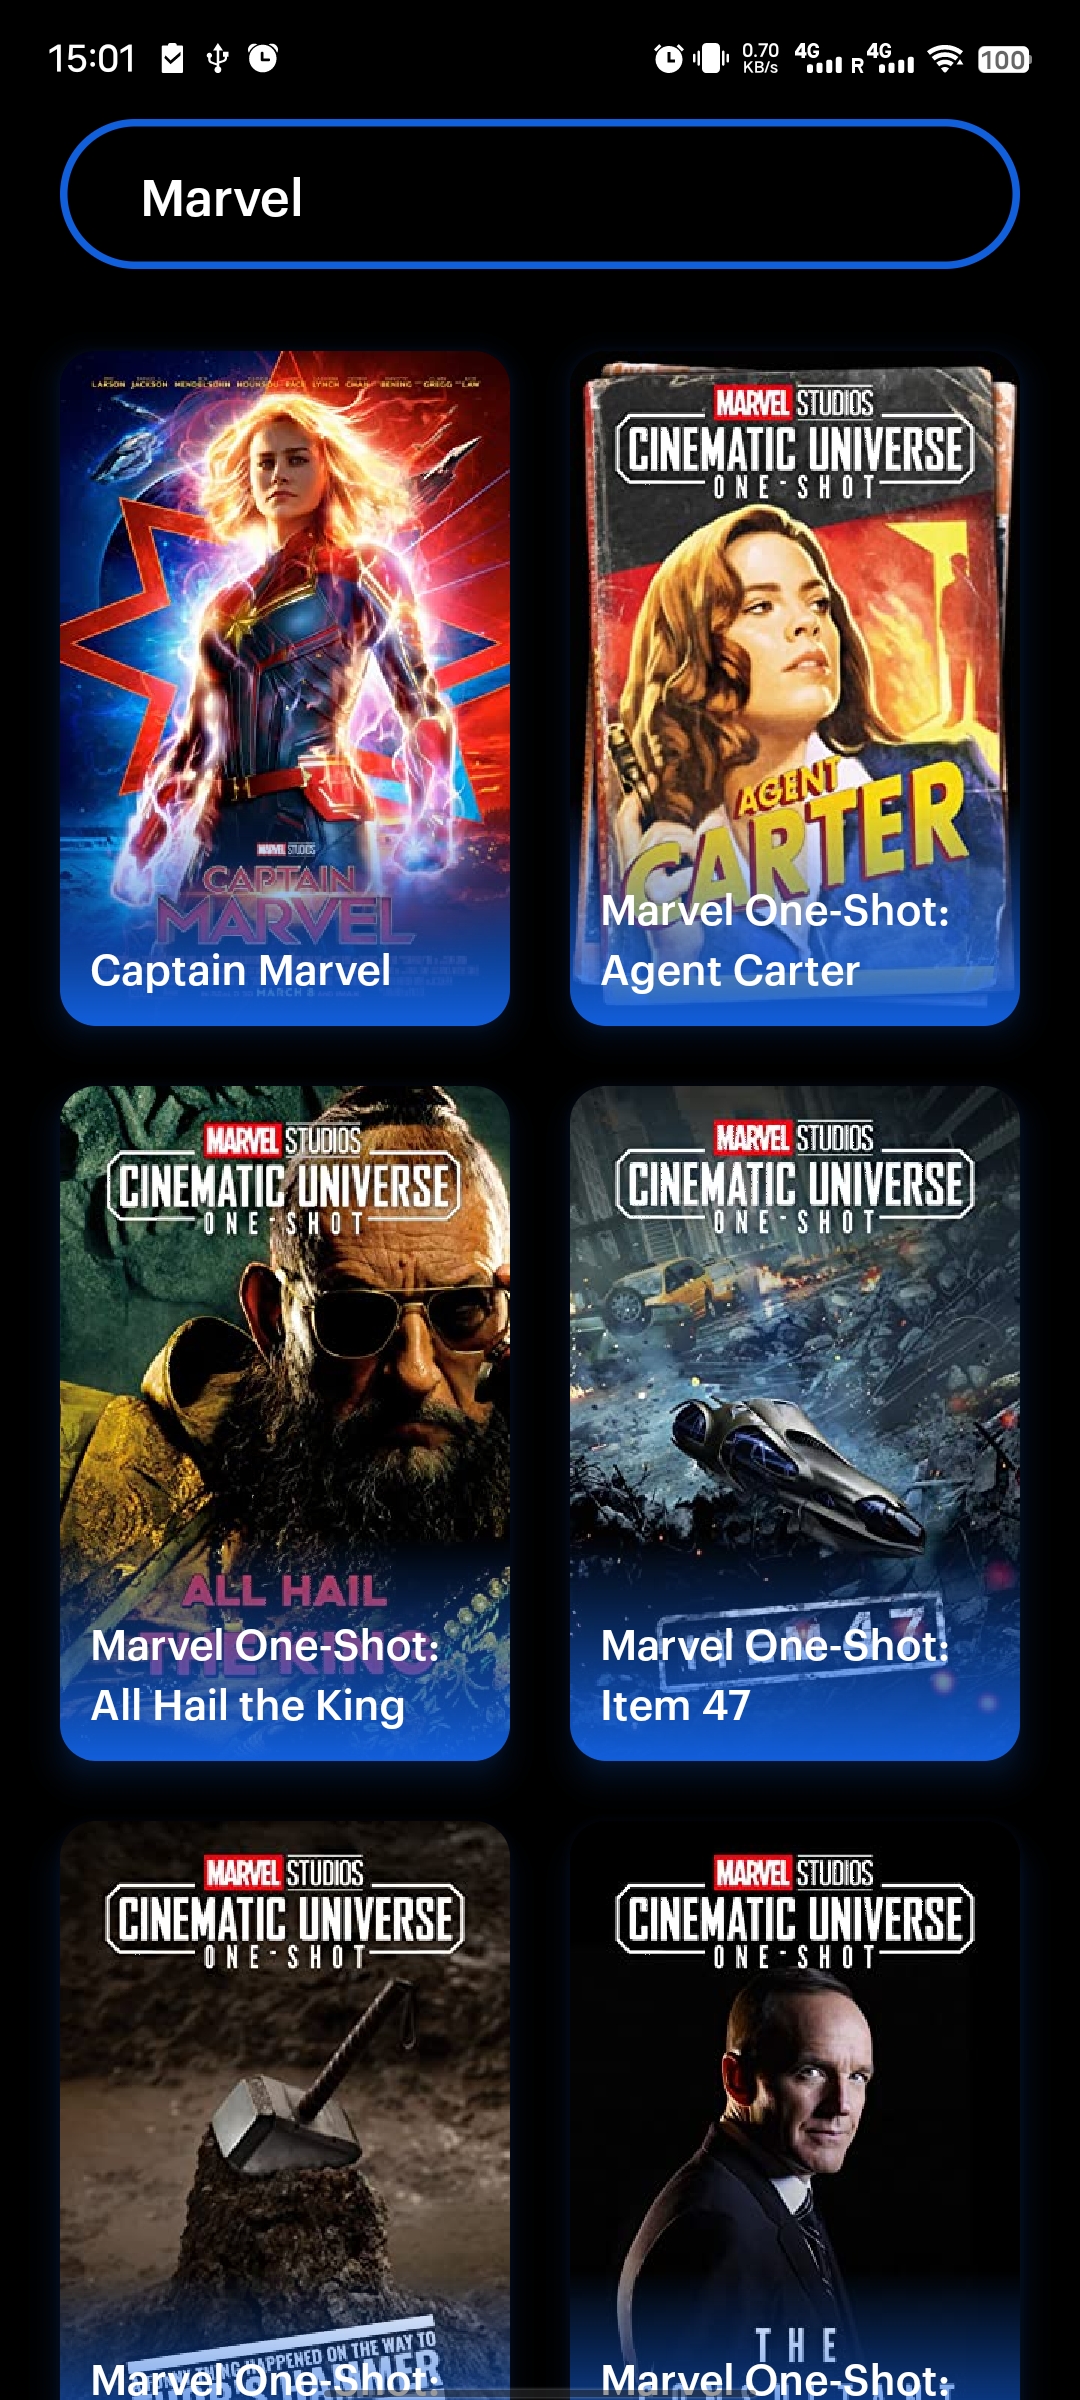 15:01
0.70
KB/s
4G
R
4G
100
Marvel
LARSON JACKSON MENDELSOHN HOUNSOU PACE LYNCH CHAN BENING GREGG LAW
MARVEL STUDIOS
CAPTAIN
MARVEL
MARCH 8
Captain Marvel
MARVEL STUDIOS
CINEMATIC UNIVERSE
ONE-SHOT
AGENT
CARTER
Marvel One-Shot:
Agent Carter
MARVEL STUDIOS
CINEMATIC UNIVERSE
ONE-SHOT
ALL HAIL
THE KING
Marvel One-Shot:
All Hail the King
MARVEL STUDIOS
CINEMATIC UNIVERSE
ONE-SHOT
ITEM 47
Marvel One-Shot:
Item 47
MARVEL STUDIOS
CINEMATIC UNIVERSE
ONE-SHOT
THING HAPPENED ON THE WAY TO
HAMMER
Marvel One-Shot:
MARVEL STUDIOS
CINEMATIC UNIVERSE
ONE-SHOT
THE
Marvel One-Shot: